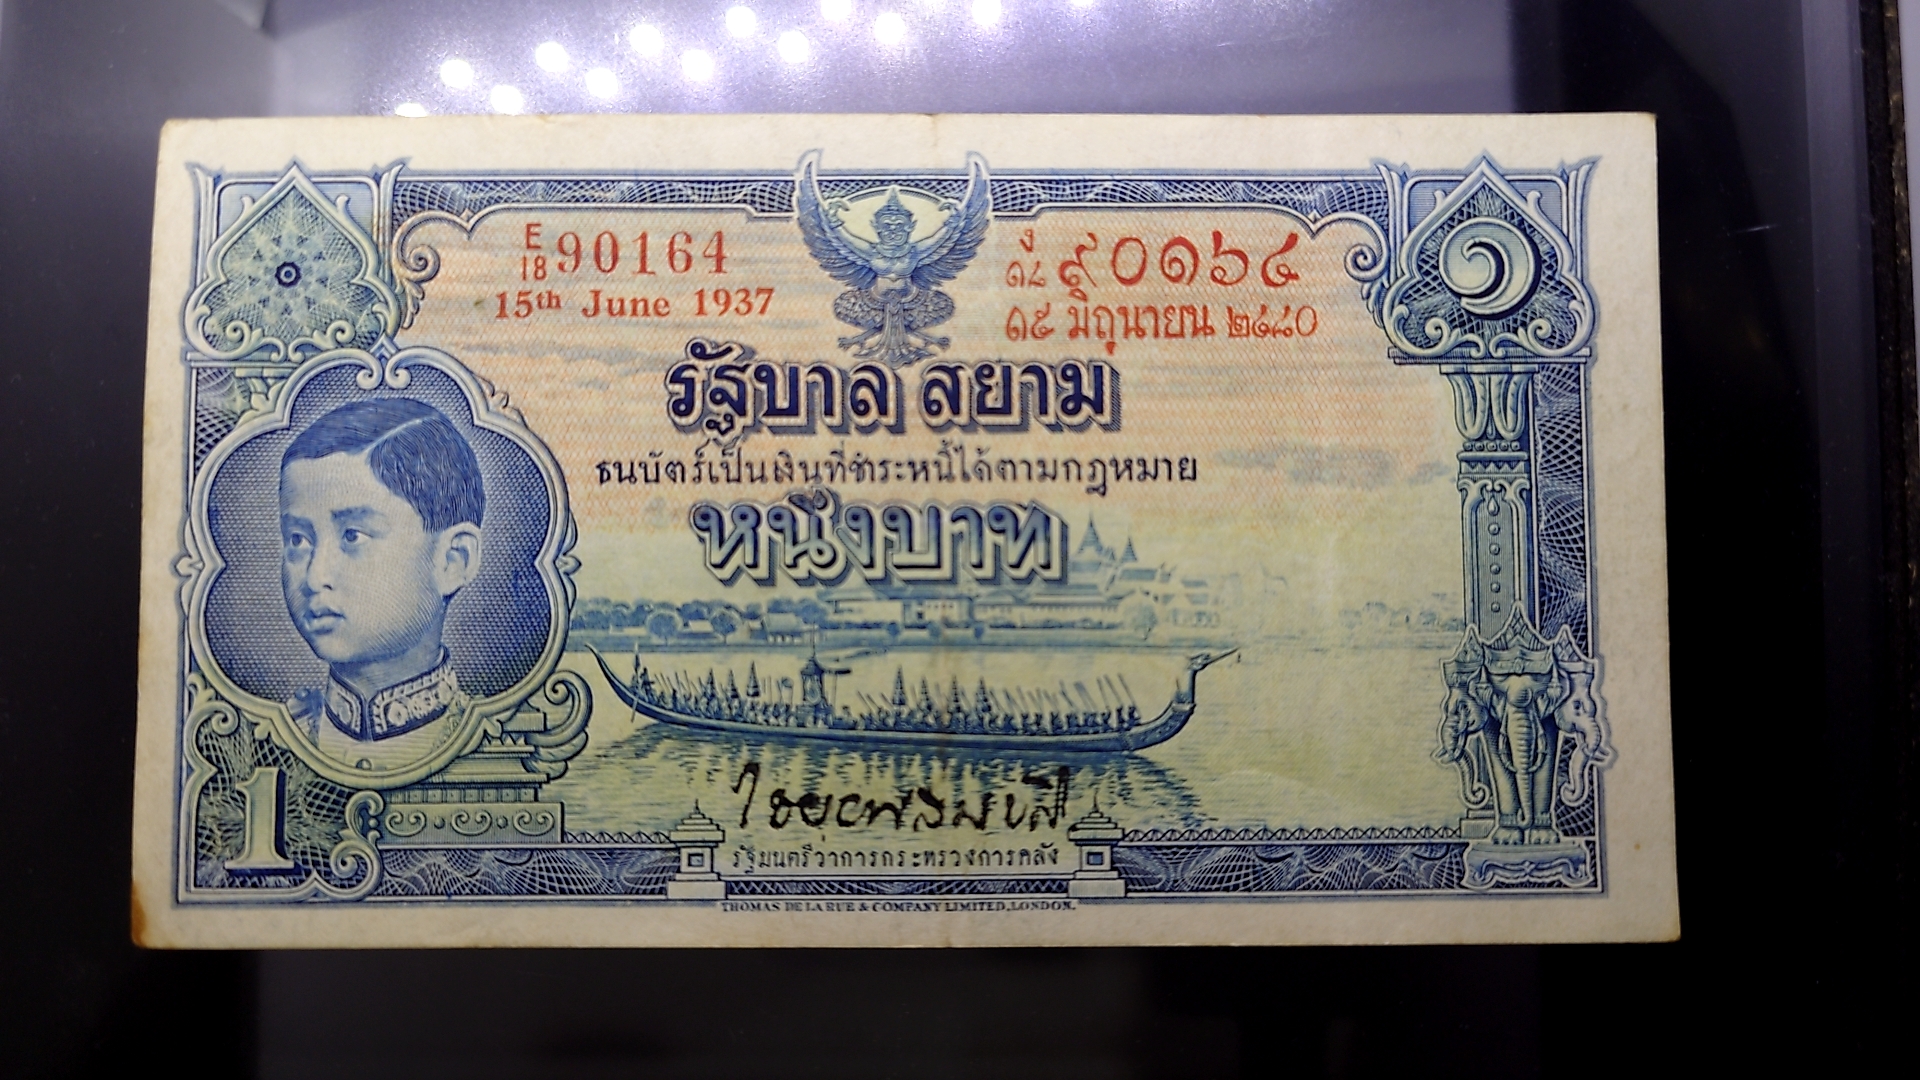 E/18 90164
15th June 1937
ง/๑๘ ๙๐๑๖๔
๑๕ มิถุนายน ๒๔๘๐
๑
รัฐบาล สยาม
ธนบัตร์เป็นเงินที่ชำระหนี้ได้ตามกฎหมาย
หนึ่งบาท
1
รัฐมนตรีว่าการกระทรวงการคลัง
THOMAS DE LA RUE & COMPANY LIMITED, LONDON.